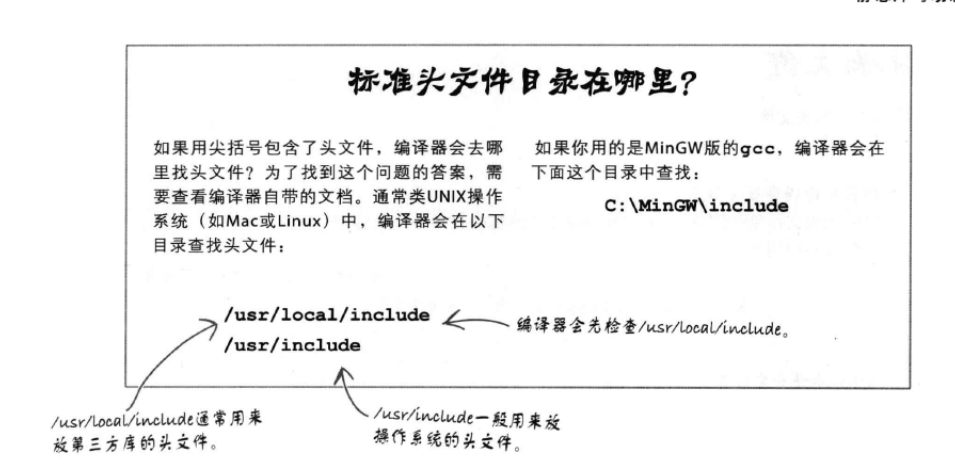 标准头文件目录在哪里？
如果用尖括号包含了头文件，编译器会去哪
里找头文件？为了找到这个问题的答案，需
要查看编译器自带的文档。通常类UNIX操作
系统（如Mac或Linux）中，编译器会在以下
目录查找头文件：
如果你用的是MinGW版的gcc，编译器会在
下面这个目录中查找：
C:\MinGW\include
/usr/local/include
编译器会先检查/usr/local/include。
/usr/include
/usr/local/include通常用来
放第三方库的头文件。
/usr/include一般用来放
操作系统的头文件。